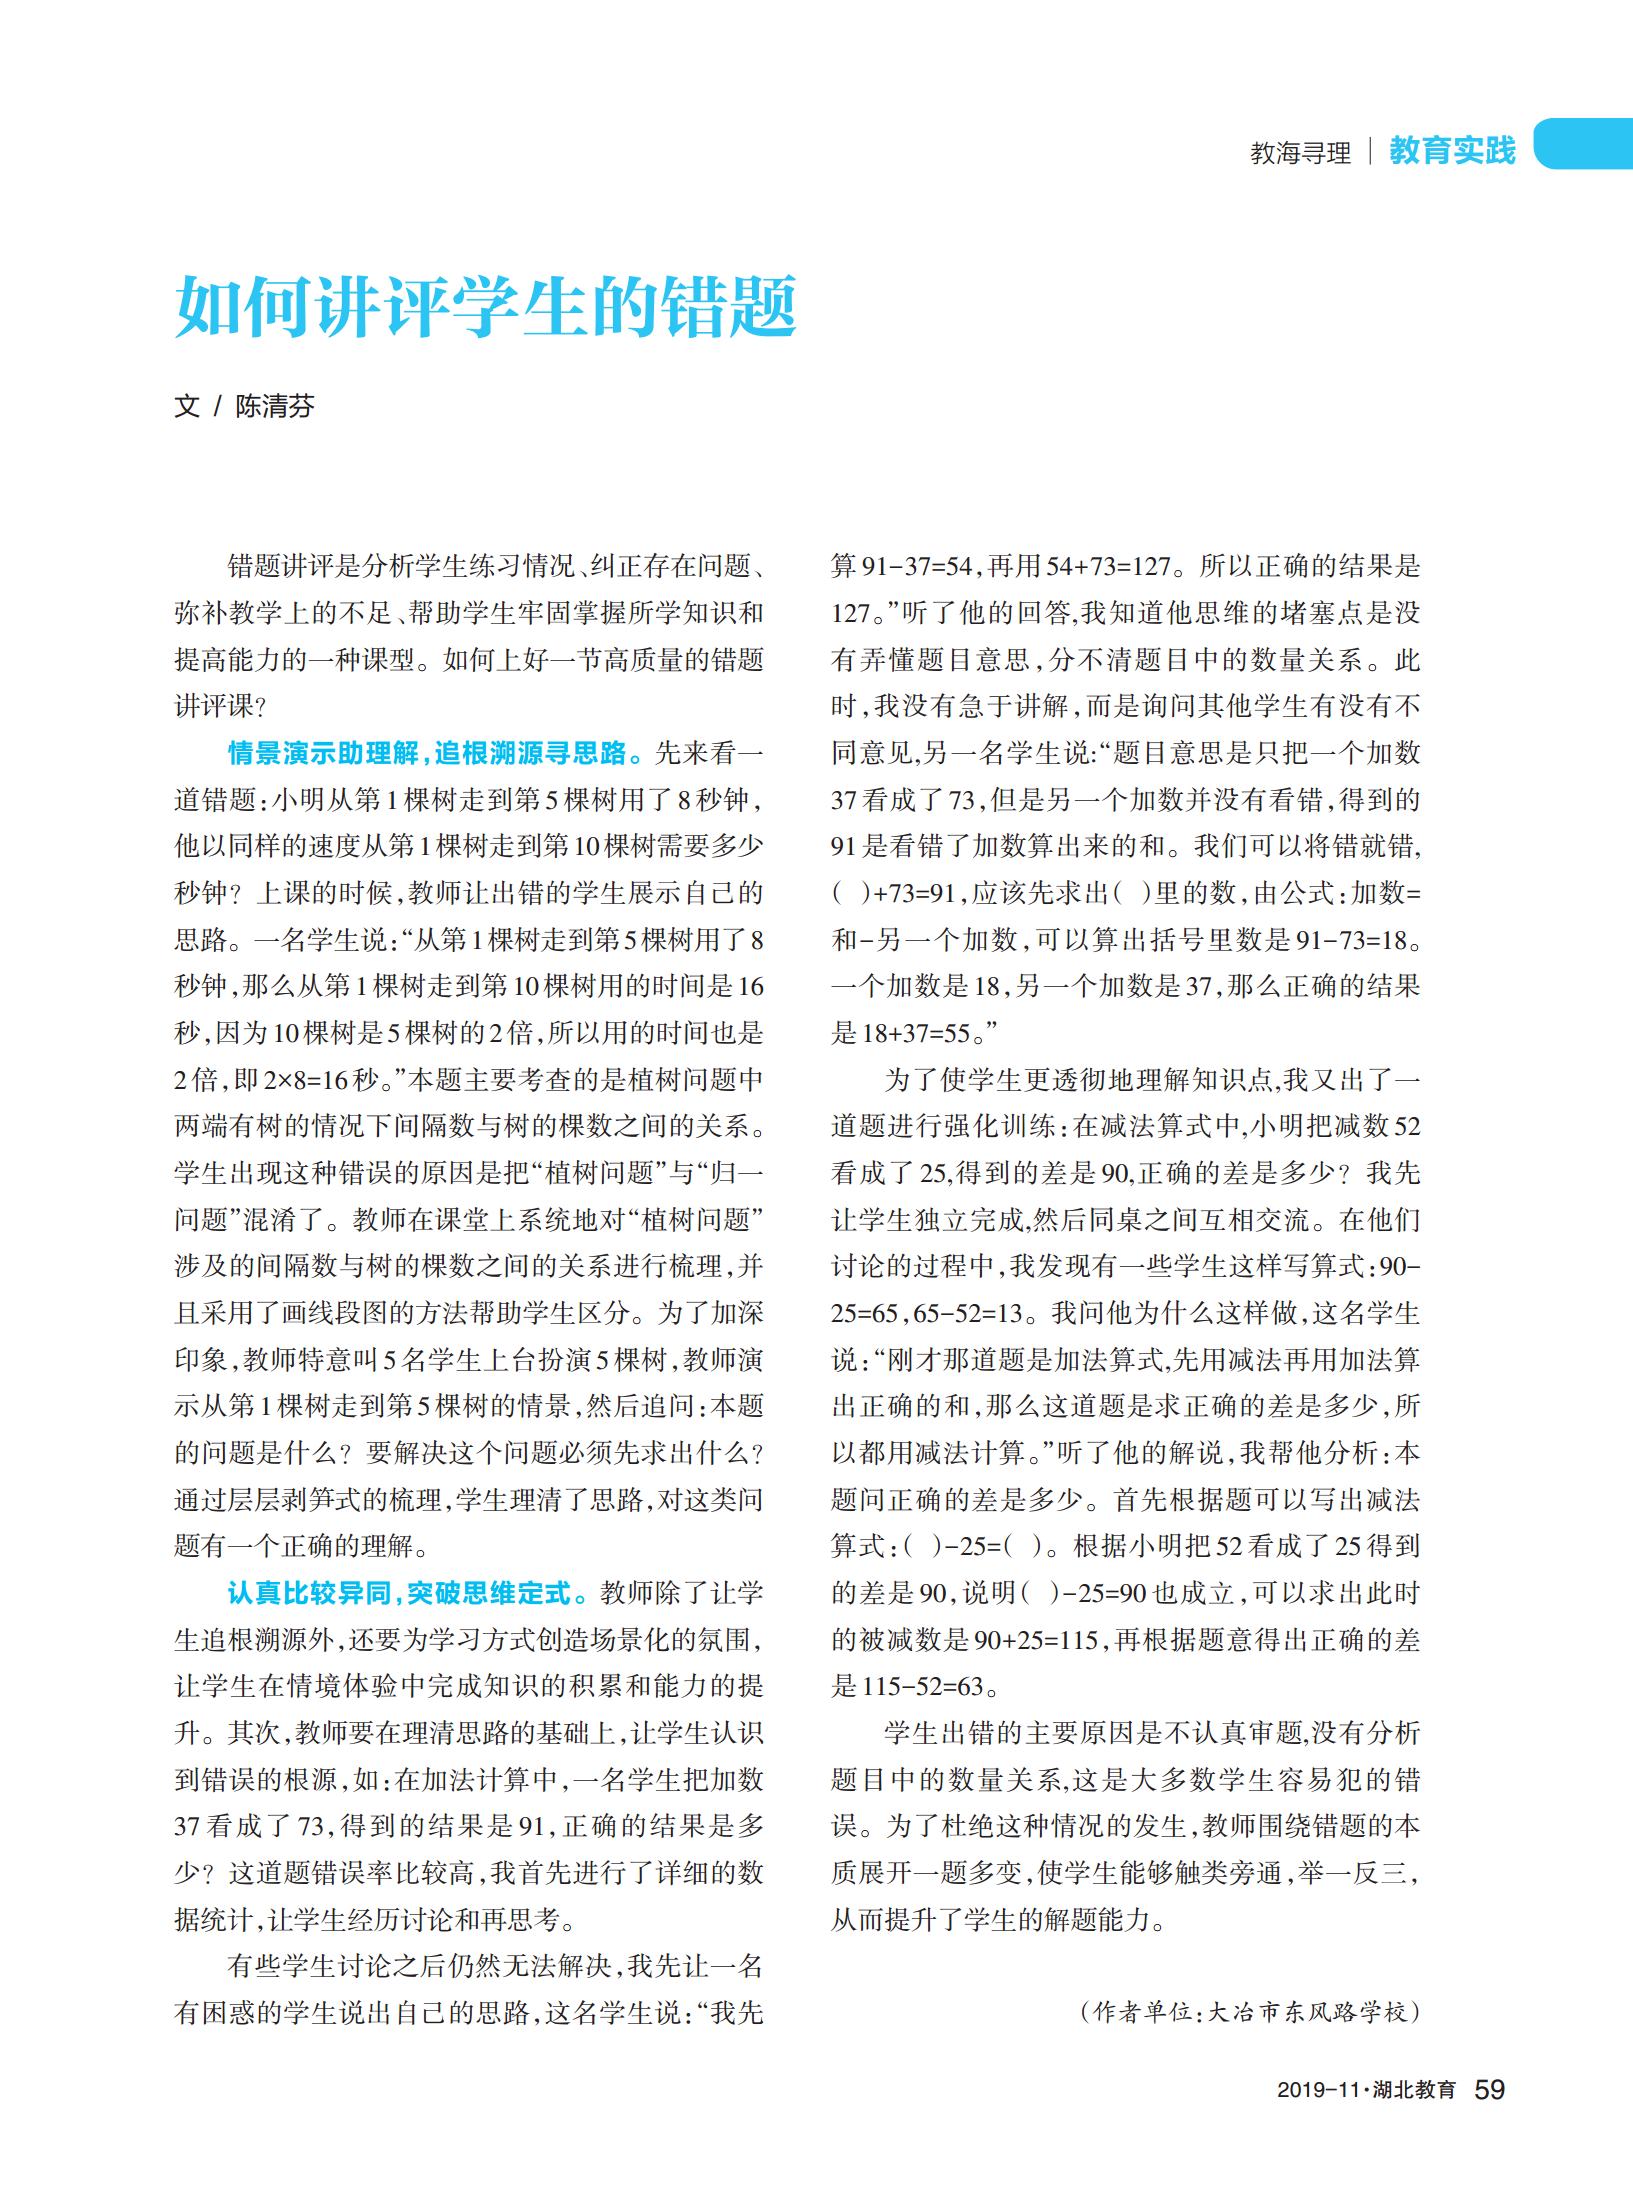 教海寻理 | 教育实践
如何讲评学生的错题
文 / 陈清芬
错题讲评是分析学生练习情况、纠正存在问题、
弥补教学上的不足、帮助学生牢固掌握所学知识和
提高能力的一种课型。如何上好一节高质量的错题
讲评课?
情景演示助理解,追根溯源寻思路。先来看一
道错题:小明从第1棵树走到第5棵树用了8秒钟,
他以同样的速度从第1棵树走到第10棵树需要多少
秒钟?上课的时候,教师让出错的学生展示自己的
思路。一名学生说:“从第1棵树走到第5棵树用了8
秒钟,那么从第1棵树走到第10棵树用的时间是16
秒,因为10棵树是5棵树的2倍,所以用的时间也是
2倍,即2×8=16秒。”本题主要考查的是植树问题中
两端有树的情况下间隔数与树的棵数之间的关系。
学生出现这种错误的原因是把“植树问题”与“归一
问题”混淆了。教师在课堂上系统地对“植树问题”
涉及的间隔数与树的棵数之间的关系进行梳理,并
且采用了画线段图的方法帮助学生区分。为了加深
印象,教师特意叫5名学生上台扮演5棵树,教师演
示从第1棵树走到第5棵树的情景,然后追问:本题
的问题是什么?要解决这个问题必须先求出什么?
通过层层剥笋式的梳理,学生理清了思路,对这类问
题有一个正确的理解。
认真比较异同,突破思维定式。教师除了让学
生追根溯源外,还要为学习方式创造场景化的氛围,
让学生在情境体验中完成知识的积累和能力的提
升。其次,教师要在理清思路的基础上,让学生认识
到错误的根源,如:在加法计算中,一名学生把加数
37看成了73,得到的结果是91,正确的结果是多
少?这道题错误率比较高,我首先进行了详细的数
据统计,让学生经历讨论和再思考。
有些学生讨论之后仍然无法解决,我先让一名
有困惑的学生说出自己的思路,这名学生说:“我先
算91-37=54,再用54+73=127。所以正确的结果是
127。”听了他的回答,我知道他思维的堵塞点是没
有弄懂题目意思,分不清题目中的数量关系。此
时,我没有急于讲解,而是询问其他学生有没有不
同意见,另一名学生说:“题目意思是只把一个加数
37看成了73,但是另一个加数并没有看错,得到的
91是看错了加数算出来的和。我们可以将错就错,
( )+73=91,应该先求出( )里的数,由公式:加数=
和-另一个加数,可以算出括号里数是91-73=18。
一个加数是18,另一个加数是37,那么正确的结果
是18+37=55。”
为了使学生更透彻地理解知识点,我又出了一
道题进行强化训练:在减法算式中,小明把减数52
看成了25,得到的差是90,正确的差是多少?我先
让学生独立完成,然后同桌之间互相交流。在他们
讨论的过程中,我发现有一些学生这样写算式:90-
25=65,65-52=13。我问他为什么这样做,这名学生
说:“刚才那道题是加法算式,先用减法再用加法算
出正确的和,那么这道题是求正确的差是多少,所
以都用减法计算。”听了他的解说,我帮他分析:本
题问正确的差是多少。首先根据题可以写出减法
算式:( )-25=( )。根据小明把52看成了25得到
的差是90,说明( )-25=90也成立,可以求出此时
的被减数是90+25=115,再根据题意得出正确的差
是115-52=63。
学生出错的主要原因是不认真审题,没有分析
题目中的数量关系,这是大多数学生容易犯的错
误。为了杜绝这种情况的发生,教师围绕错题的本
质展开一题多变,使学生能够触类旁通,举一反三,
从而提升了学生的解题能力。
(作者单位:大冶市东风路学校)
2019-11·湖北教育 59